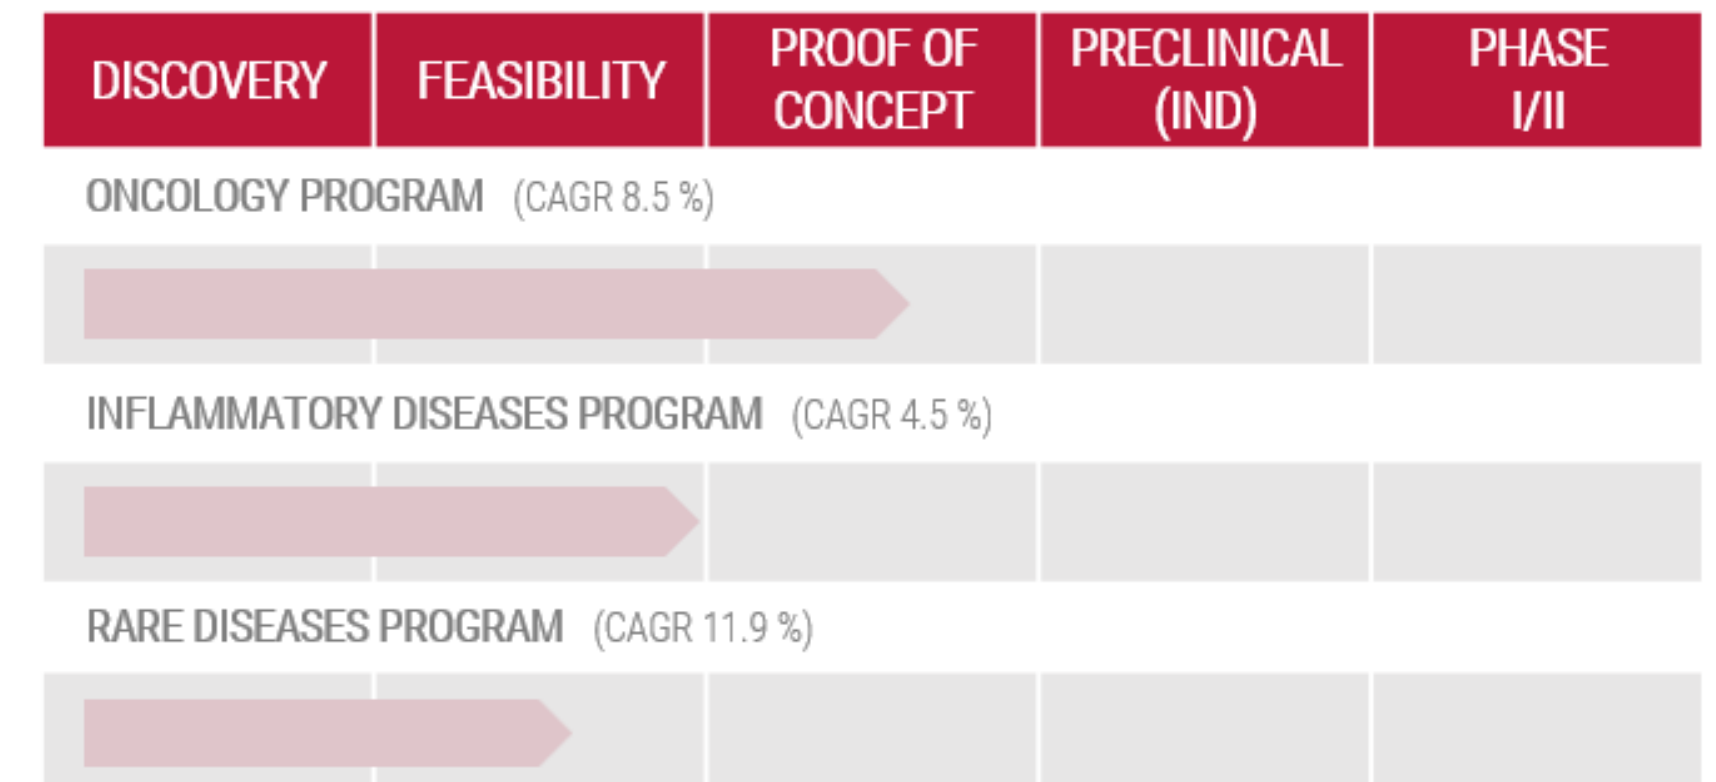 DISCOVERY
FEASIBILITY
PROOF OF
CONCEPT
PRECLINICAL
(IND)
PHASE
I/II
ONCOLOGY PROGRAM (CAGR 8.5 %)
INFLAMMATORY DISEASES PROGRAM (CAGR 4.5 %)
RARE DISEASES PROGRAM (CAGR 11.9 %)